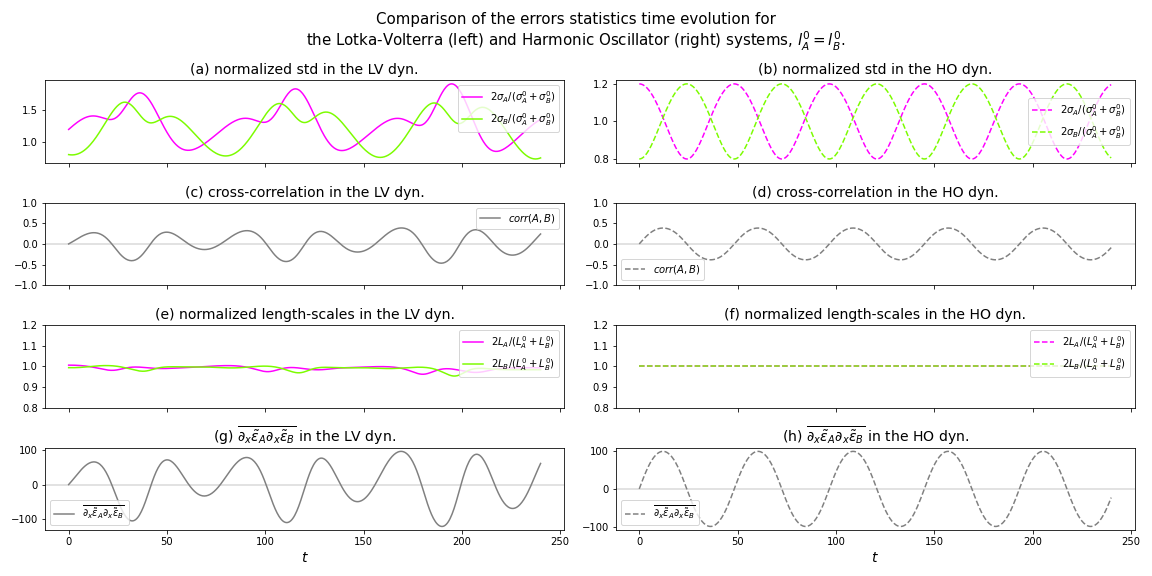 Comparison of the errors statistics time evolution for
the Lotka-Volterra (left) and Harmonic Oscillator (right) systems, $l_A^0 = l_B^0$.
(a) normalized std in the LV dyn.
1.5
1.0
$2\sigma_A/(\sigma_A^0 + \sigma_B^0)$
$2\sigma_B/(\sigma_A^0 + \sigma_B^0)$
(b) normalized std in the HO dyn.
1.2
1.0
0.8
$2\sigma_A/(\sigma_A^0 + \sigma_B^0)$
$2\sigma_B/(\sigma_A^0 + \sigma_B^0)$
(c) cross-correlation in the LV dyn.
1.0
0.5
0.0
−0.5
−1.0
corr(A, B)
(d) cross-correlation in the HO dyn.
1.0
0.5
0.0
−0.5
−1.0
corr(A, B)
(e) normalized length-scales in the LV dyn.
1.2
1.1
1.0
0.9
0.8
$2L_A/(L_A^0 + L_B^0)$
$2L_B/(L_A^0 + L_B^0)$
(f) normalized length-scales in the HO dyn.
1.2
1.1
1.0
0.9
0.8
$2L_A/(L_A^0 + L_B^0)$
$2L_B/(L_A^0 + L_B^0)$
(g) $\overline{\partial_x \tilde{\varepsilon}_A \partial_x \tilde{\varepsilon}_B}$ in the LV dyn.
100
0
−100
$\overline{\partial_x \tilde{\varepsilon}_A \partial_x \tilde{\varepsilon}_B}$
0 50 100 150 200 250
t
(h) $\overline{\partial_x \tilde{\varepsilon}_A \partial_x \tilde{\varepsilon}_B}$ in the HO dyn.
100
0
−100
$\overline{\partial_x \tilde{\varepsilon}_A \partial_x \tilde{\varepsilon}_B}$
0 50 100 150 200 250
t